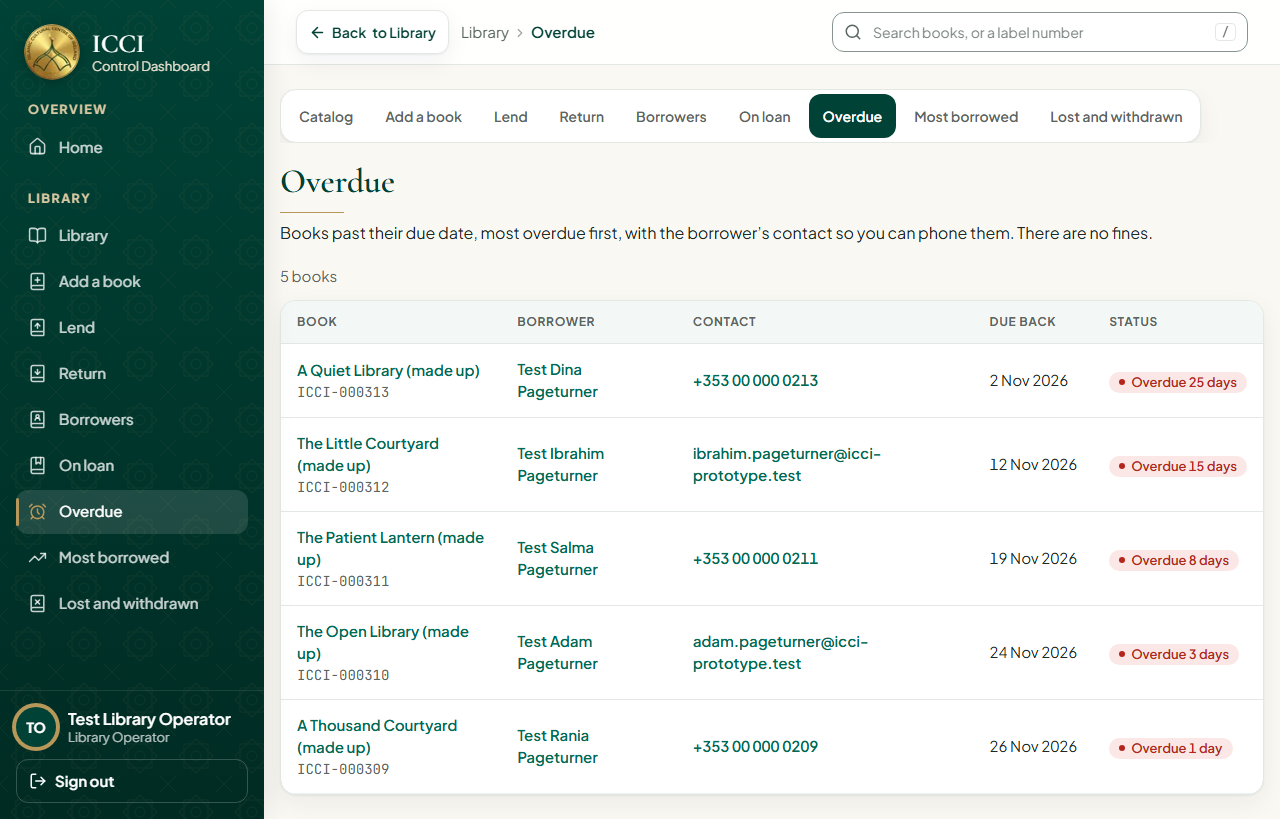 ICCI
Control Dashboard
OVERVIEW
Home
LIBRARY
Library
Add a book
Lend
Return
Borrowers
On loan
Overdue
Most borrowed
Lost and withdrawn
TO
Test Library Operator
Library Operator
Sign out
Back to Library
Library › Overdue
Search books, or a label number
/
Catalog
Add a book
Lend
Return
Borrowers
On loan
Overdue
Most borrowed
Lost and withdrawn
Overdue
Books past their due date, most overdue first, with the borrower’s contact so you can phone them. There are no fines.
5 books
BOOK BORROWER CONTACT DUE BACK STATUS
A Quiet Library (made up)
ICCI-000313
Test Dina
Pageturner
+353 00 000 0213
2 Nov 2026
Overdue 25 days
The Little Courtyard
(made up)
ICCI-000312
Test Ibrahim
Pageturner
ibrahim.pageturner@icci-
prototype.test
12 Nov 2026
Overdue 15 days
The Patient Lantern (made
up)
ICCI-000311
Test Salma
Pageturner
+353 00 000 0211
19 Nov 2026
Overdue 8 days
The Open Library (made
up)
ICCI-000310
Test Adam
Pageturner
adam.pageturner@icci-
prototype.test
24 Nov 2026
Overdue 3 days
A Thousand Courtyard
(made up)
ICCI-000309
Test Rania
Pageturner
+353 00 000 0209
26 Nov 2026
Overdue 1 day